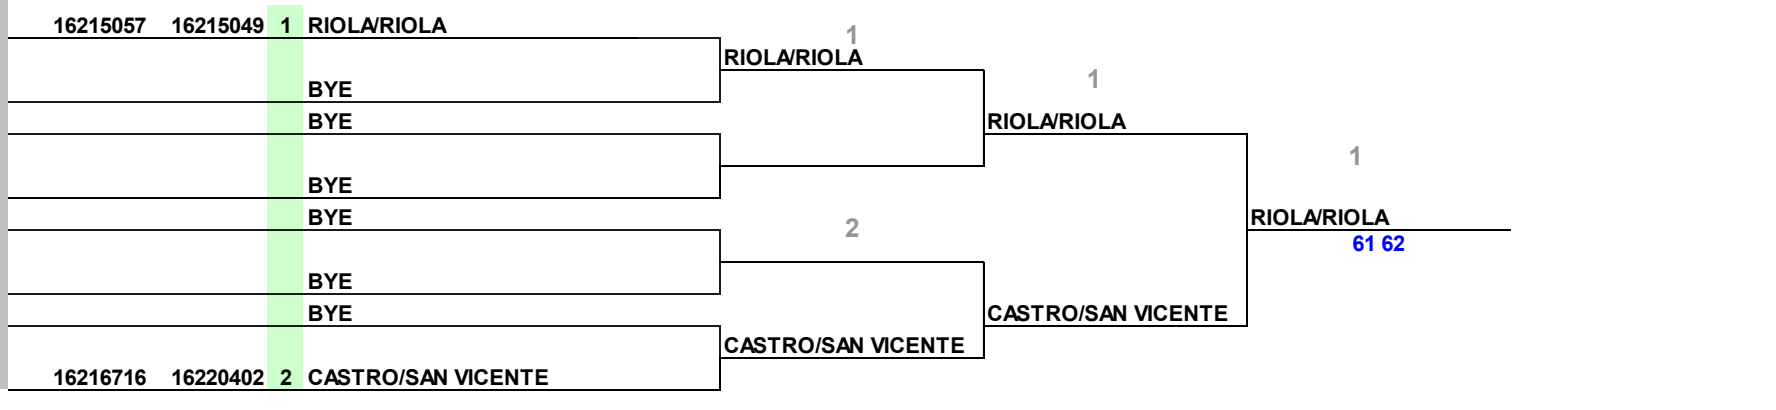 16215057 16215049 1 RIOLA/RIOLA
1
RIOLA/RIOLA
1
BYE
BYE
RIOLA/RIOLA
1
BYE
BYE
2
RIOLA/RIOLA
61 62
BYE
BYE
CASTRO/SAN VICENTE
CASTRO/SAN VICENTE
16216716 16220402 2 CASTRO/SAN VICENTE